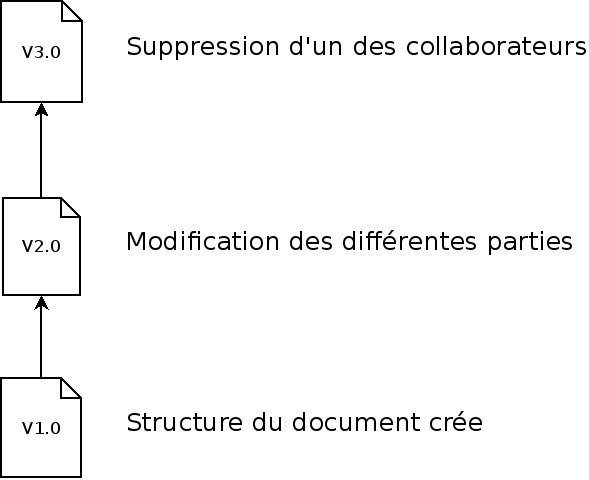 V3.0 Suppression d'un des collaborateurs
V2.0 Modification des différentes parties
V1.0 Structure du document crée